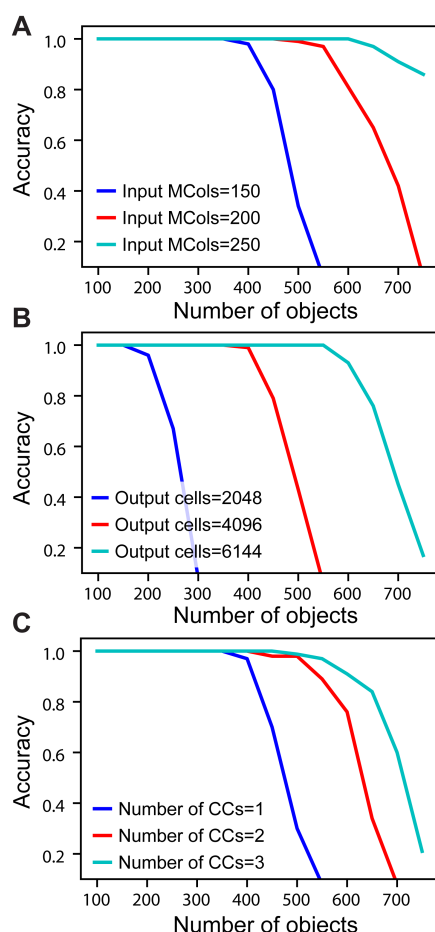 A
Accuracy
1.0
0.8
0.6
0.4
0.2
Input MCols=150
Input MCols=200
Input MCols=250
100 200 300 400 500 600 700
Number of objects
B
Accuracy
1.0
0.8
0.6
0.4
0.2
Output cells=2048
Output cells=4096
Output cells=6144
100 200 300 400 500 600 700
Number of objects
C
Accuracy
1.0
0.8
0.6
0.4
0.2
Number of CCs=1
Number of CCs=2
Number of CCs=3
100 200 300 400 500 600 700
Number of objects